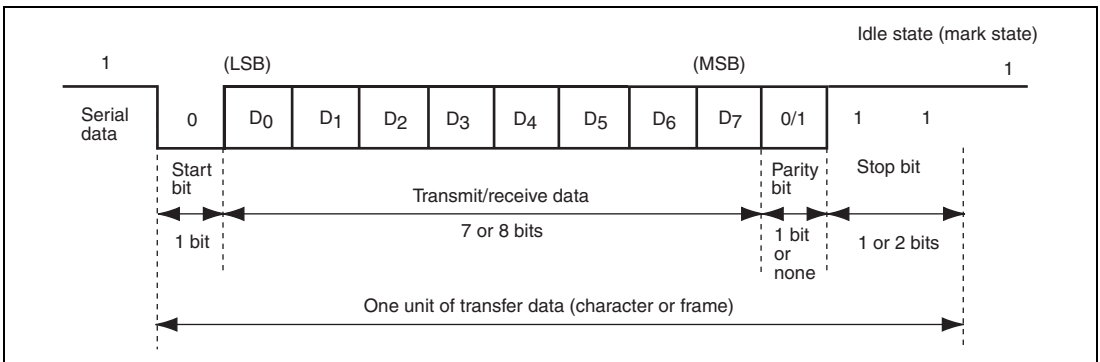 Idle state (mark state)
1 (LSB) (MSB) 1
Serial
data
0 D0 D1 D2 D3 D4 D5 D6 D7 0/1 1 1
Start
bit
Transmit/receive data
Parity
bit
Stop bit
1 bit
7 or 8 bits
1 bit
or
none
1 or 2 bits
One unit of transfer data (character or frame)